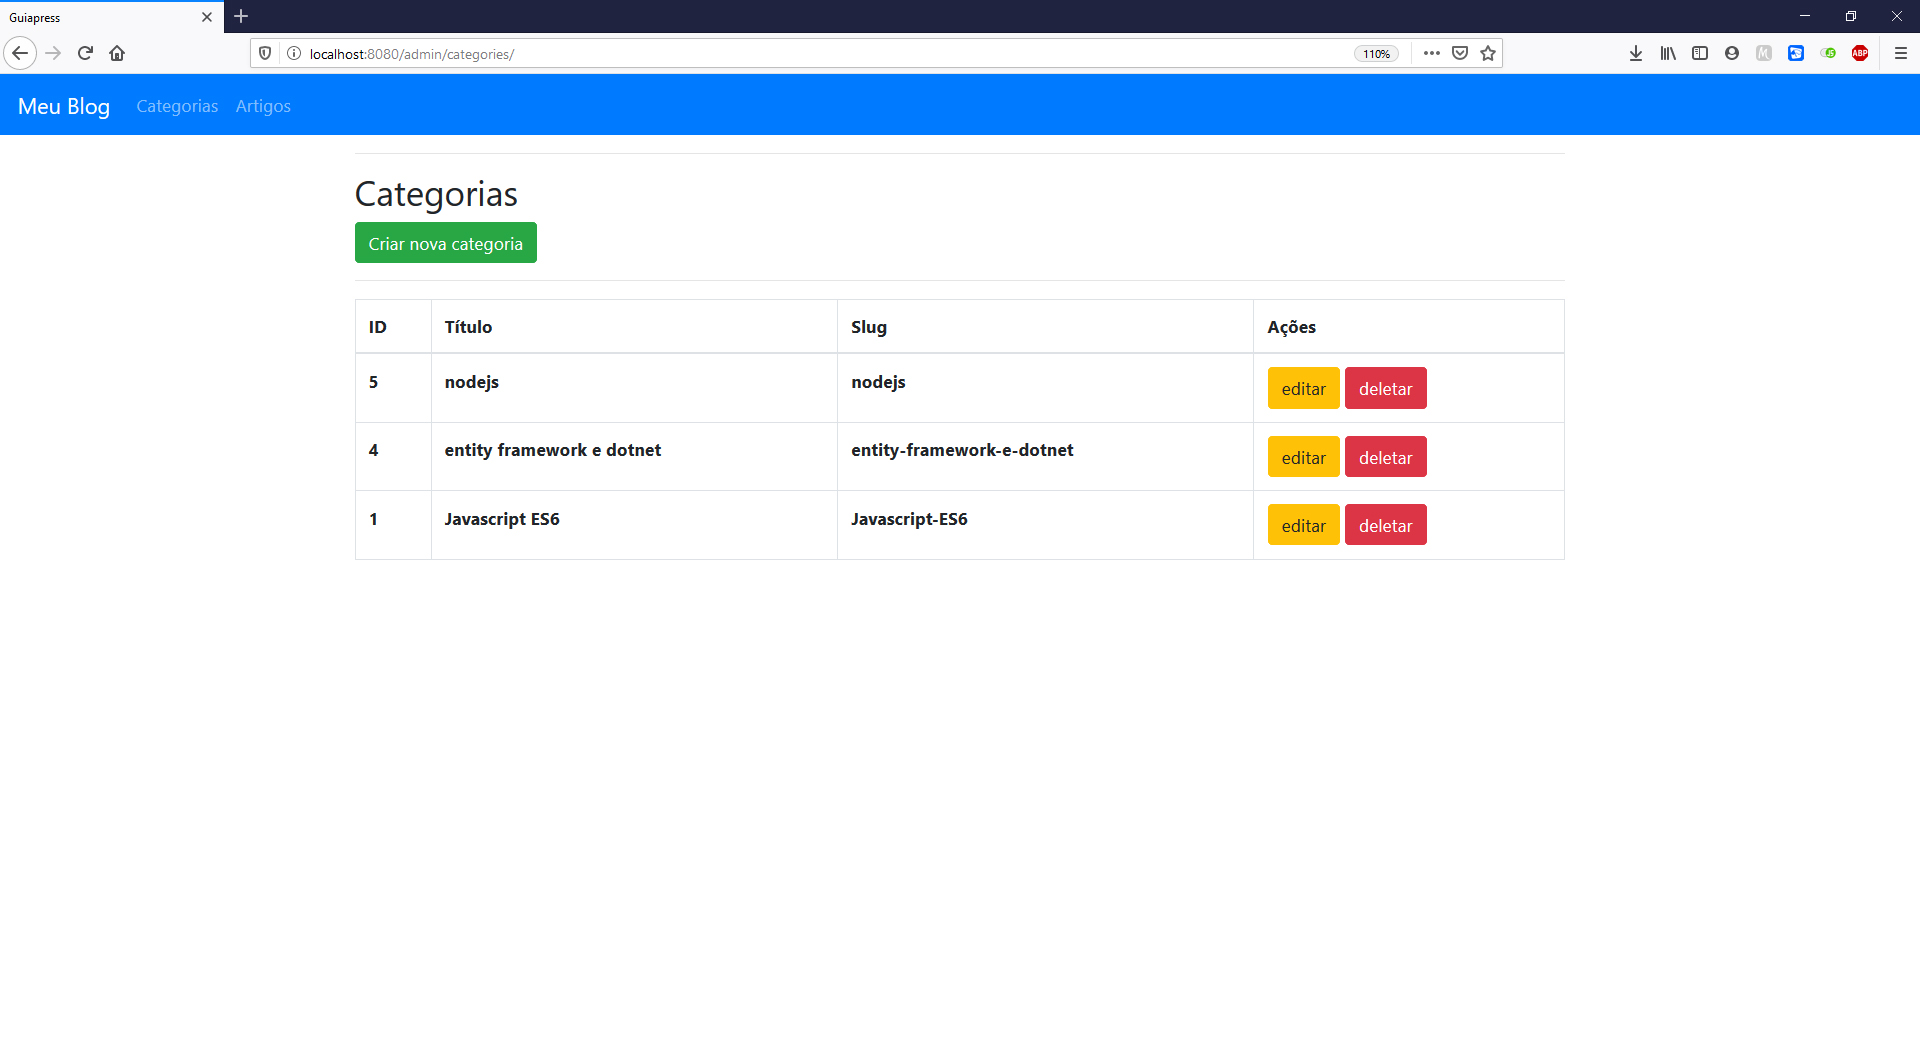 Guiapress
localhost:8080/admin/categories/
110%
ABP
Meu Blog Categorias Artigos
Categorias
Criar nova categoria
ID Título Slug Ações
5 nodejs nodejs editar deletar
4 entity framework e dotnet entity-framework-e-dotnet editar deletar
1 Javascript ES6 Javascript-ES6 editar deletar